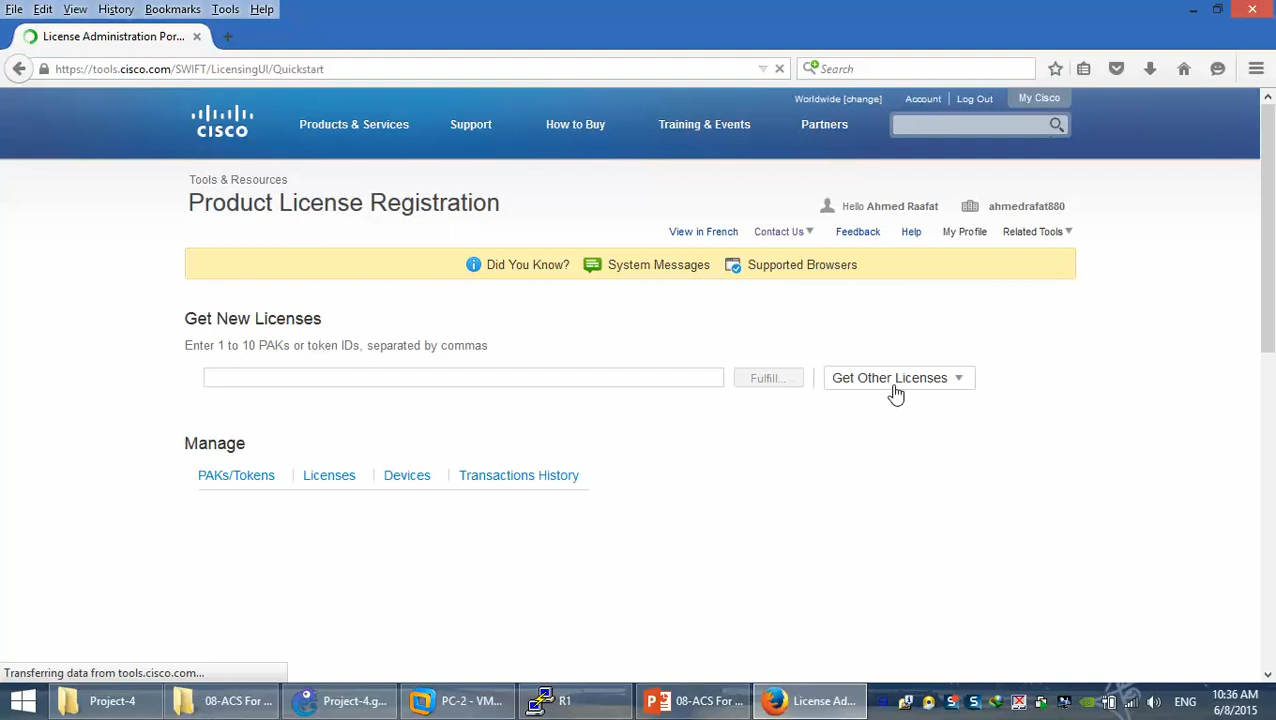 File Edit View History Bookmarks Tools Help
License Administration Por...
https://tools.cisco.com/SWIFT/LicensingUI/Quickstart
Search
Worldwide [change] Account Log Out My Cisco
CISCO
Products & Services Support How to Buy Training & Events Partners
Tools & Resources
Product License Registration
Hello Ahmed Raafat ahmedrafat880
View in French Contact Us Feedback Help My Profile Related Tools
Did You Know? System Messages Supported Browsers
Get New Licenses
Enter 1 to 10 PAKs or token IDs, separated by commas
Fulfill... Get Other Licenses
Manage
PAKs/Tokens Licenses Devices Transactions History
Transferring data from tools.cisco.com...
Project-4 08-ACS For ... Project-4.g... PC-2 - VM... R1 08-ACS For ... License Ad... ENG 10:36 AM
6/8/2015